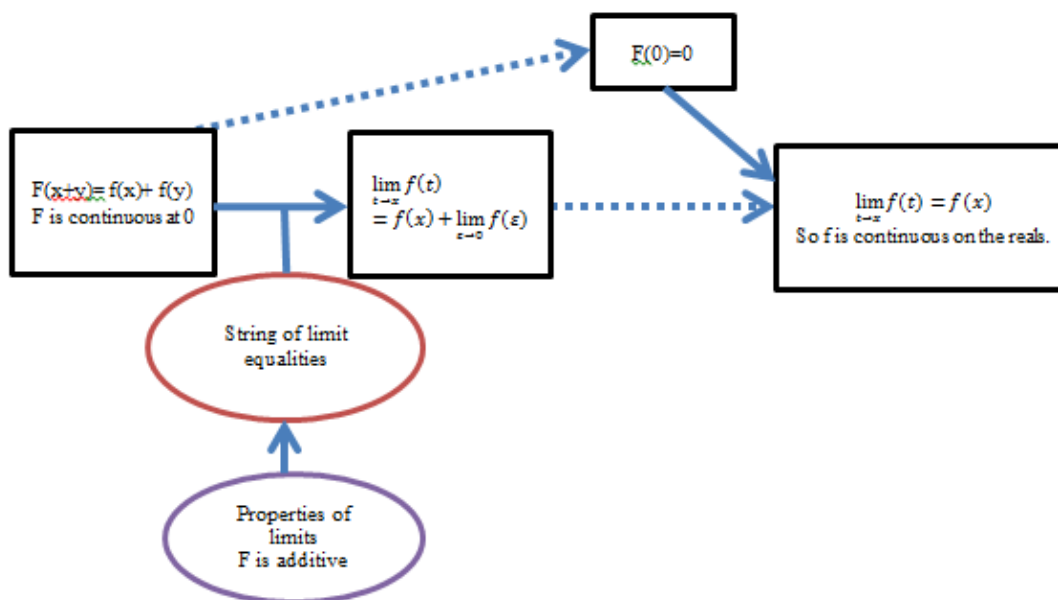 F(0)=0
F(x+y)= f(x)+ f(y)
F is continuous at 0
lim f(t)
t→x
= f(x) + lim f(ε)
ε→0
lim f(t) = f(x)
t→x
So f is continuous on the reals.
String of limit
equalities
Properties of
limits
F is additive